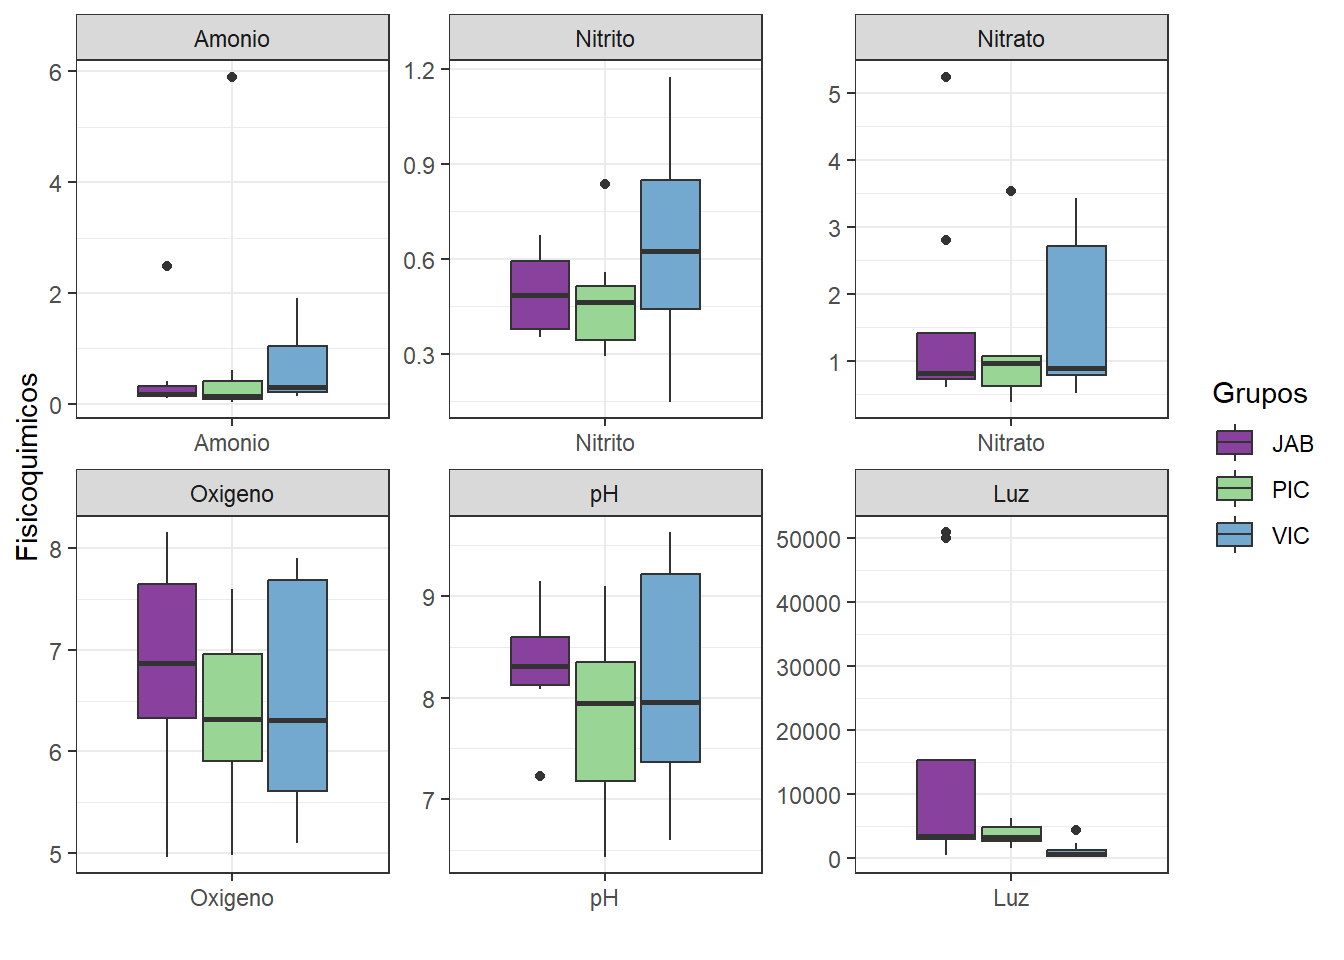 Fisicoquimicos
Amonio
6
4
2
0
Amonio
Nitrito
1.2
0.9
0.6
0.3
Nitrito
Nitrato
5
4
3
2
1
Nitrato
Oxigeno
8
7
6
5
Oxigeno
pH
9
8
7
pH
Luz
50000
40000
30000
20000
10000
0
Luz
Grupos
JAB
PIC
VIC